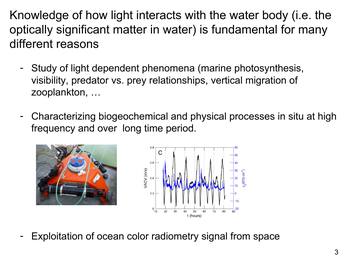 Knowledge of how light interacts with the water body (i.e. the
optically significant matter in water) is fundamental for many
different reasons
- Study of light dependent phenomena (marine photosynthesis,
visibility, predator vs. prey relationships, vertical migration of
zooplankton, …
- Characterizing biogeochemical and physical processes in situ at high
frequency and over long time period.
C
t (hours)
- Exploitation of ocean color radiometry signal from space
3